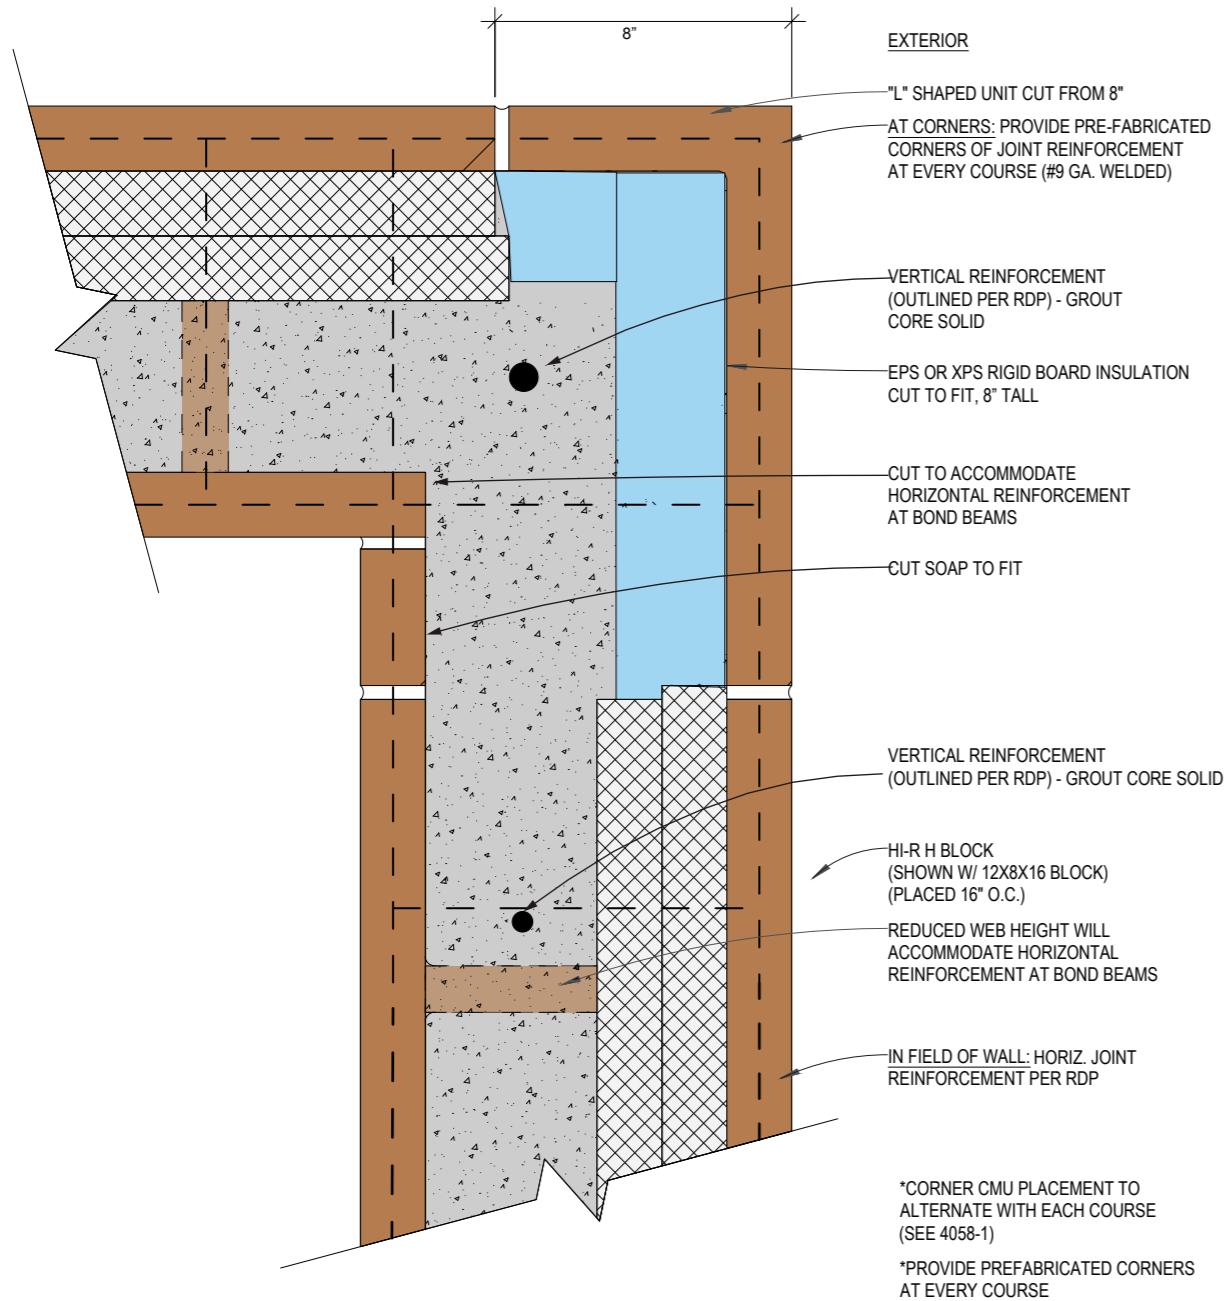 8”
EXTERIOR
"L" SHAPED UNIT CUT FROM 8"
AT CORNERS: PROVIDE PRE-FABRICATED
CORNERS OF JOINT REINFORCEMENT
AT EVERY COURSE (#9 GA. WELDED)
VERTICAL REINFORCEMENT
(OUTLINED PER RDP) - GROUT
CORE SOLID
EPS OR XPS RIGID BOARD INSULATION
CUT TO FIT, 8” TALL
CUT TO ACCOMMODATE
HORIZONTAL REINFORCEMENT
AT BOND BEAMS
CUT SOAP TO FIT
VERTICAL REINFORCEMENT
(OUTLINED PER RDP) - GROUT CORE SOLID
HI-R H BLOCK
(SHOWN W/ 12X8X16 BLOCK)
(PLACED 16" O.C.)
REDUCED WEB HEIGHT WILL
ACCOMMODATE HORIZONTAL
REINFORCEMENT AT BOND BEAMS
IN FIELD OF WALL: HORIZ. JOINT
REINFORCEMENT PER RDP
*CORNER CMU PLACEMENT TO
ALTERNATE WITH EACH COURSE
(SEE 4058-1)
*PROVIDE PREFABRICATED CORNERS
AT EVERY COURSE